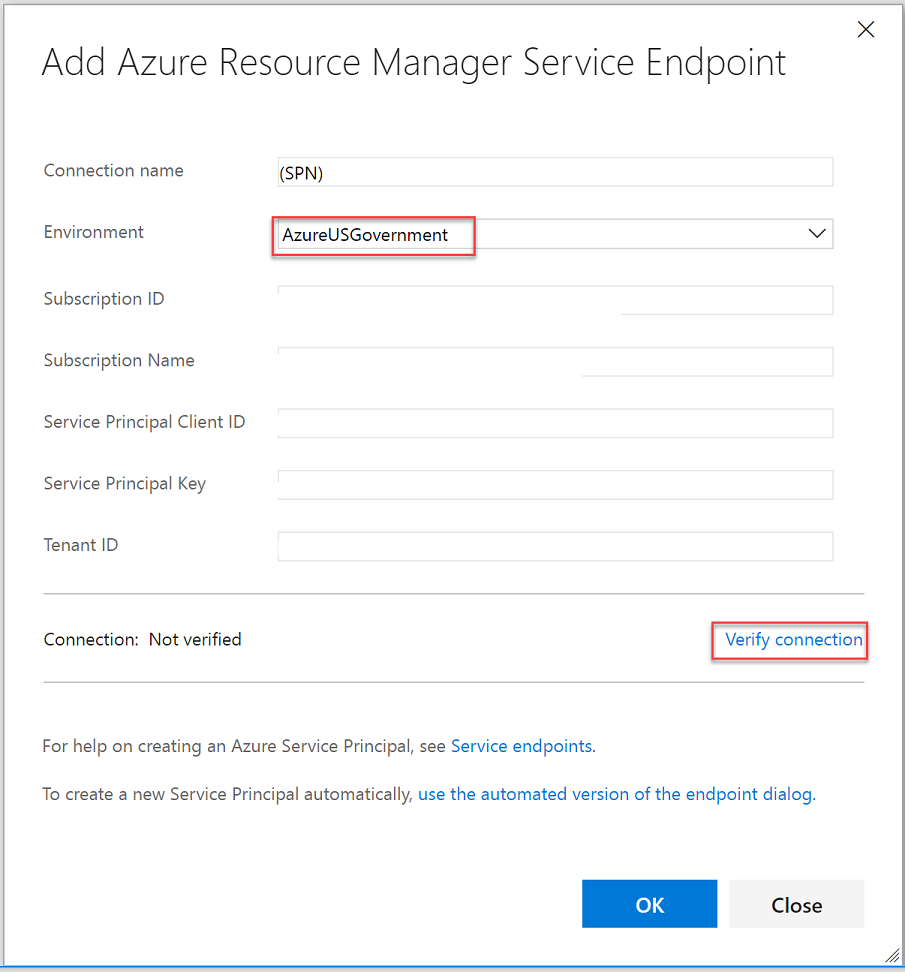 Add Azure Resource Manager Service Endpoint
Connection name
(SPN)
Environment
AzureUSGovernment
Subscription ID
Subscription Name
Service Principal Client ID
Service Principal Key
Tenant ID
Connection: Not verified
Verify connection
For help on creating an Azure Service Principal, see Service endpoints.
To create a new Service Principal automatically, use the automated version of the endpoint dialog.
OK
Close